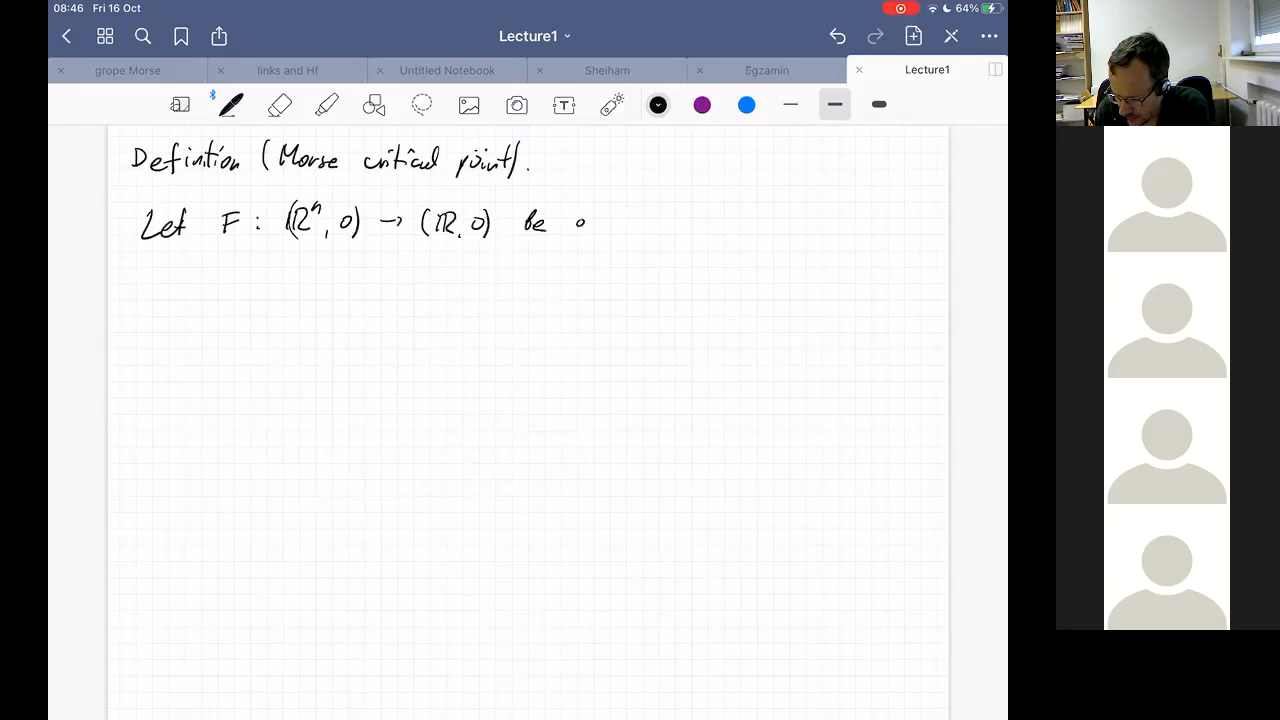 08:46 Fri 16 Oct
64%
Lecture1
grope Morse
links and Hf
Untitled Notebook
Sheiham
Egzamin
Lecture1
Defintion (Morse critical point).
Let F : (ℝⁿ, 0) → (ℝ, 0) be a